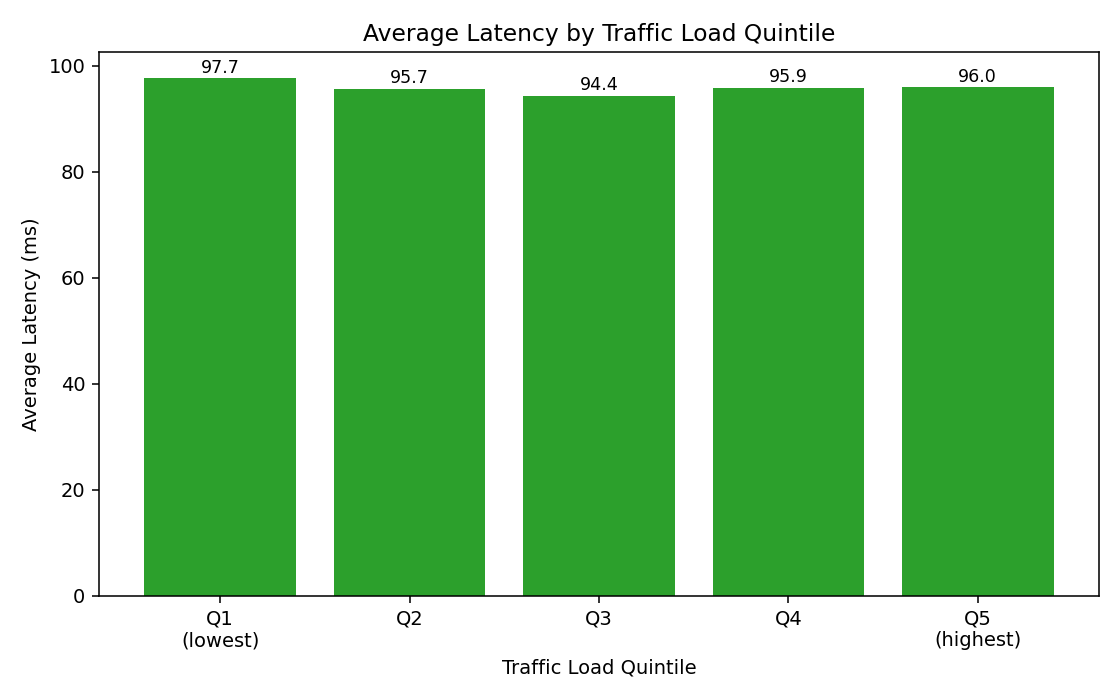 Average Latency by Traffic Load Quintile
Average Latency (ms)
100
80
60
40
20
0
97.7
95.7
94.4
95.9
96.0
Q1
(lowest)
Q2
Q3
Q4
Q5
(highest)
Traffic Load Quintile